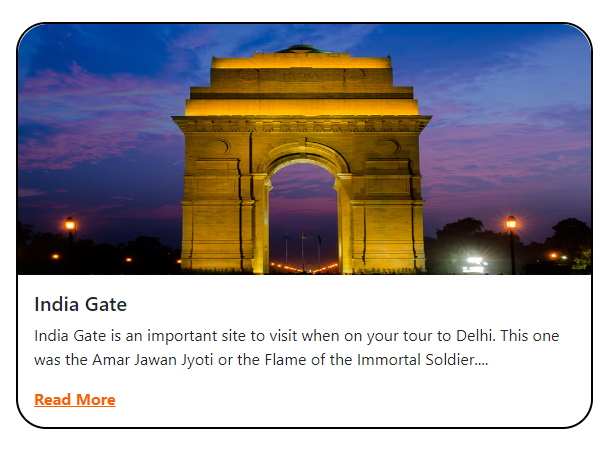 INDIA
India Gate
India Gate is an important site to visit when on your tour to Delhi. This one
was the Amar Jawan Jyoti or the Flame of the Immortal Soldier....
Read More